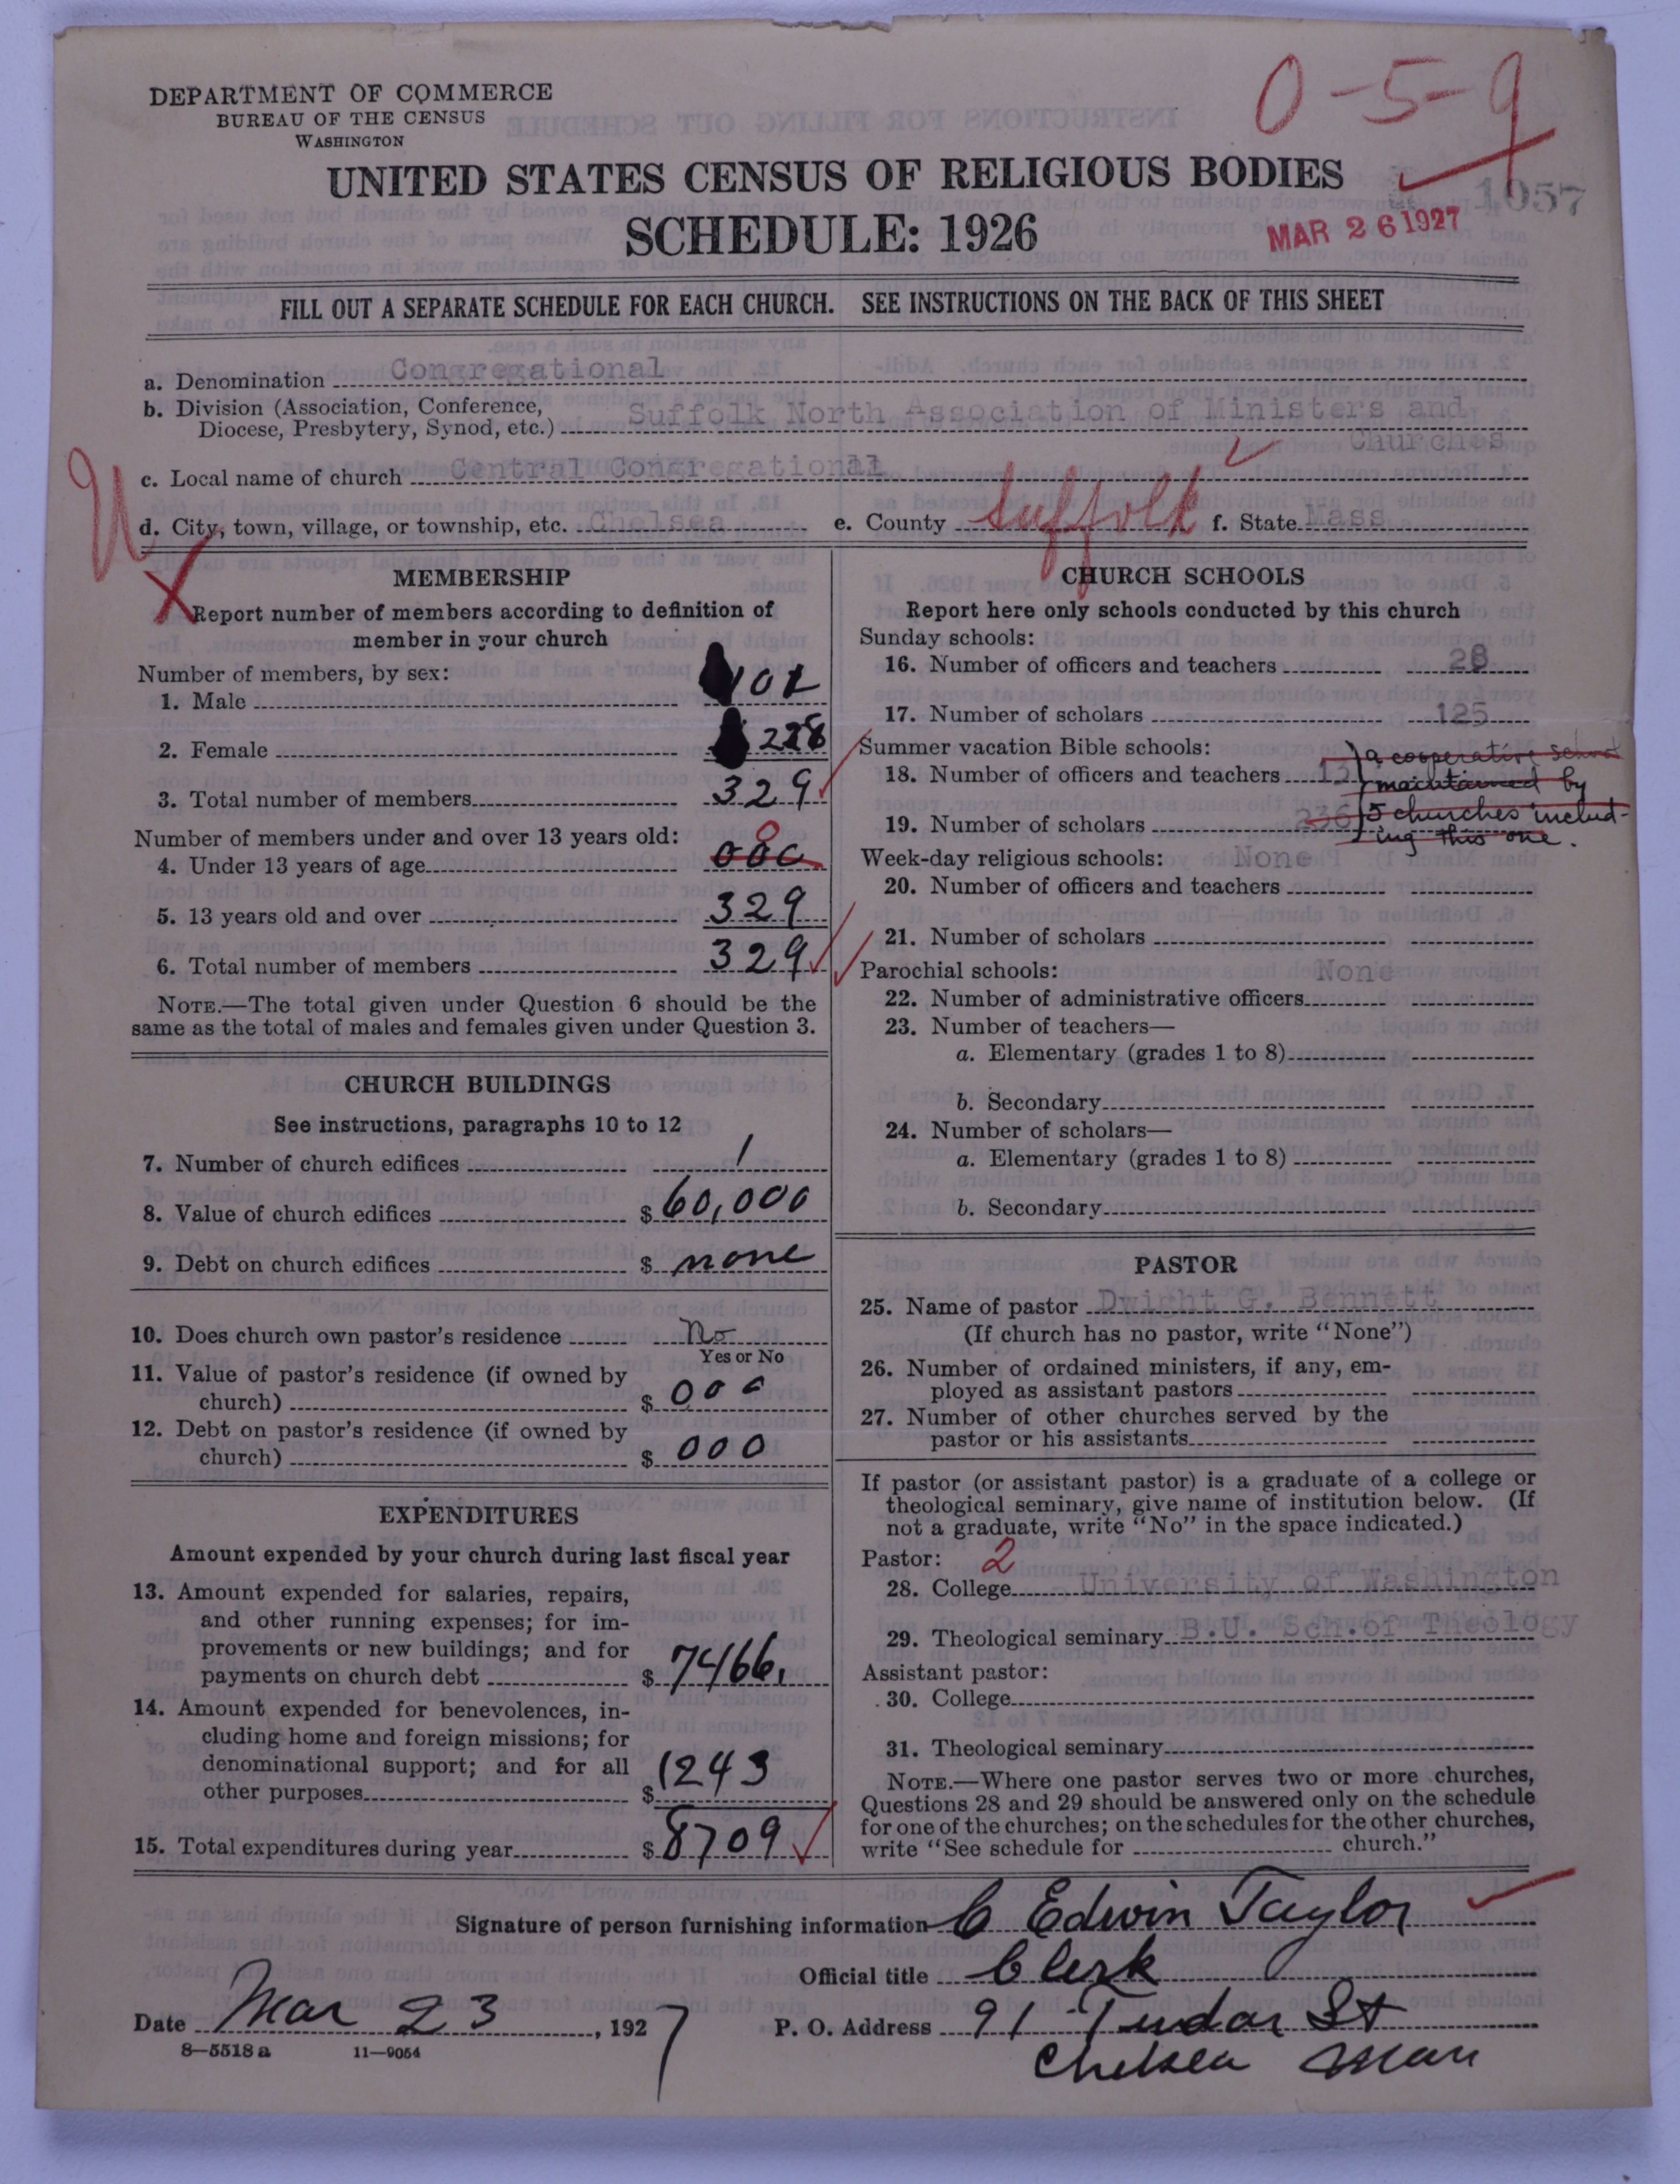 DEPARTMENT OF COMMERCE
BUREAU OF THE CENSUS
WASHINGTON
0-5-9
UNITED STATES CENSUS OF RELIGIOUS BODIES
1057
SCHEDULE: 1926
MAR 26 1927
FILL OUT A SEPARATE SCHEDULE FOR EACH CHURCH. SEE INSTRUCTIONS ON THE BACK OF THIS SHEET
a. Denomination Congregational
b. Division (Association, Conference, Diocese, Presbytery, Synod, etc.) Suffolk North Association of Ministers and
Churches
c. Local name of church Central Congregational
d. City, town, village, or township, etc. Chelsea e. County Suffolk f. State Mass
MEMBERSHIP
Report number of members according to definition of
member in your church
Number of members, by sex:
1. Male 101
2. Female 228
3. Total number of members 329
Number of members under and over 13 years old:
4. Under 13 years of age 000 0
5. 13 years old and over 329
6. Total number of members 329
NOTE.—The total given under Question 6 should be the
same as the total of males and females given under Question 3.
CHURCH BUILDINGS
See instructions, paragraphs 10 to 12
7. Number of church edifices 1
8. Value of church edifices $ 60,000
9. Debt on church edifices $ none
10. Does church own pastor's residence No
Yes or No
11. Value of pastor's residence (if owned by
church) $ 000
12. Debt on pastor's residence (if owned by
church) $ 000
EXPENDITURES
Amount expended by your church during last fiscal year
13. Amount expended for salaries, repairs,
and other running expenses; for im-
provements or new buildings; and for
payments on church debt $ 7466.
14. Amount expended for benevolences, in-
cluding home and foreign missions; for
denominational support; and for all
other purposes $ 1243
15. Total expenditures during year $ 8709
CHURCH SCHOOLS
Report here only schools conducted by this church
Sunday schools:
16. Number of officers and teachers 28
17. Number of scholars 125
Summer vacation Bible schools:
18. Number of officers and teachers
19. Number of scholars 236
a cooperative school
maintained by
5 churches includ-
ing this one.
Week-day religious schools: None
20. Number of officers and teachers
21. Number of scholars
Parochial schools: None
22. Number of administrative officers
23. Number of teachers—
a. Elementary (grades 1 to 8)
b. Secondary
24. Number of scholars—
a. Elementary (grades 1 to 8)
b. Secondary
PASTOR
25. Name of pastor Dwight G. Bennett
(If church has no pastor, write "None")
26. Number of ordained ministers, if any, em-
ployed as assistant pastors
27. Number of other churches served by the
pastor or his assistants
If pastor (or assistant pastor) is a graduate of a college or
theological seminary, give name of institution below. (If
not a graduate, write "No" in the space indicated.)
Pastor: 2
28. College University of Washington
29. Theological seminary B.U. Sch.of Theology
Assistant pastor:
30. College
31. Theological seminary
NOTE.—Where one pastor serves two or more churches,
Questions 28 and 29 should be answered only on the schedule
for one of the churches; on the schedules for the other churches,
write "See schedule for church."
Signature of person furnishing information C Edwin Taylor
Official title Clerk
Date Mar 23, 1927 P. O. Address 91 Tudor St
Chelsea Mass
8—5518 a 11—9054